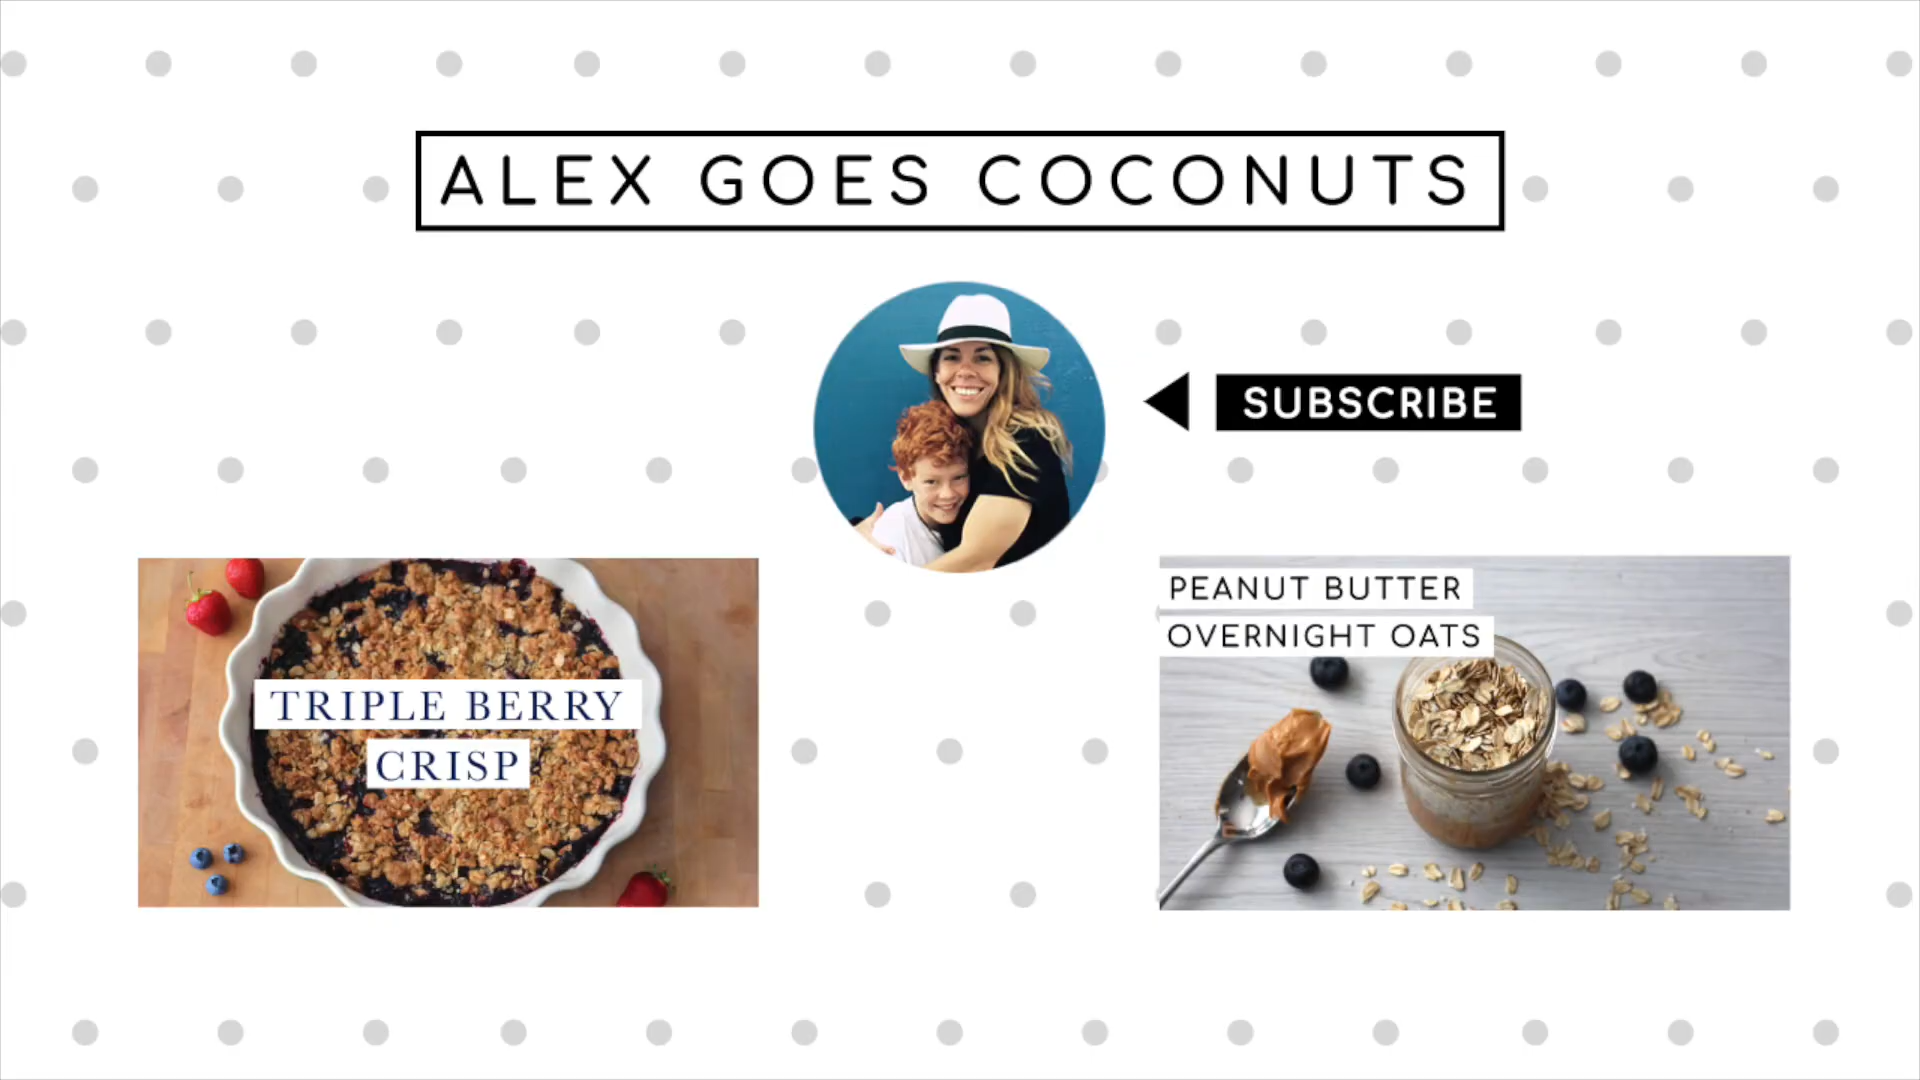 ALEX GOES COCONUTS
SUBSCRIBE
TRIPLE BERRY
CRISP
PEANUT BUTTER
OVERNIGHT OATS